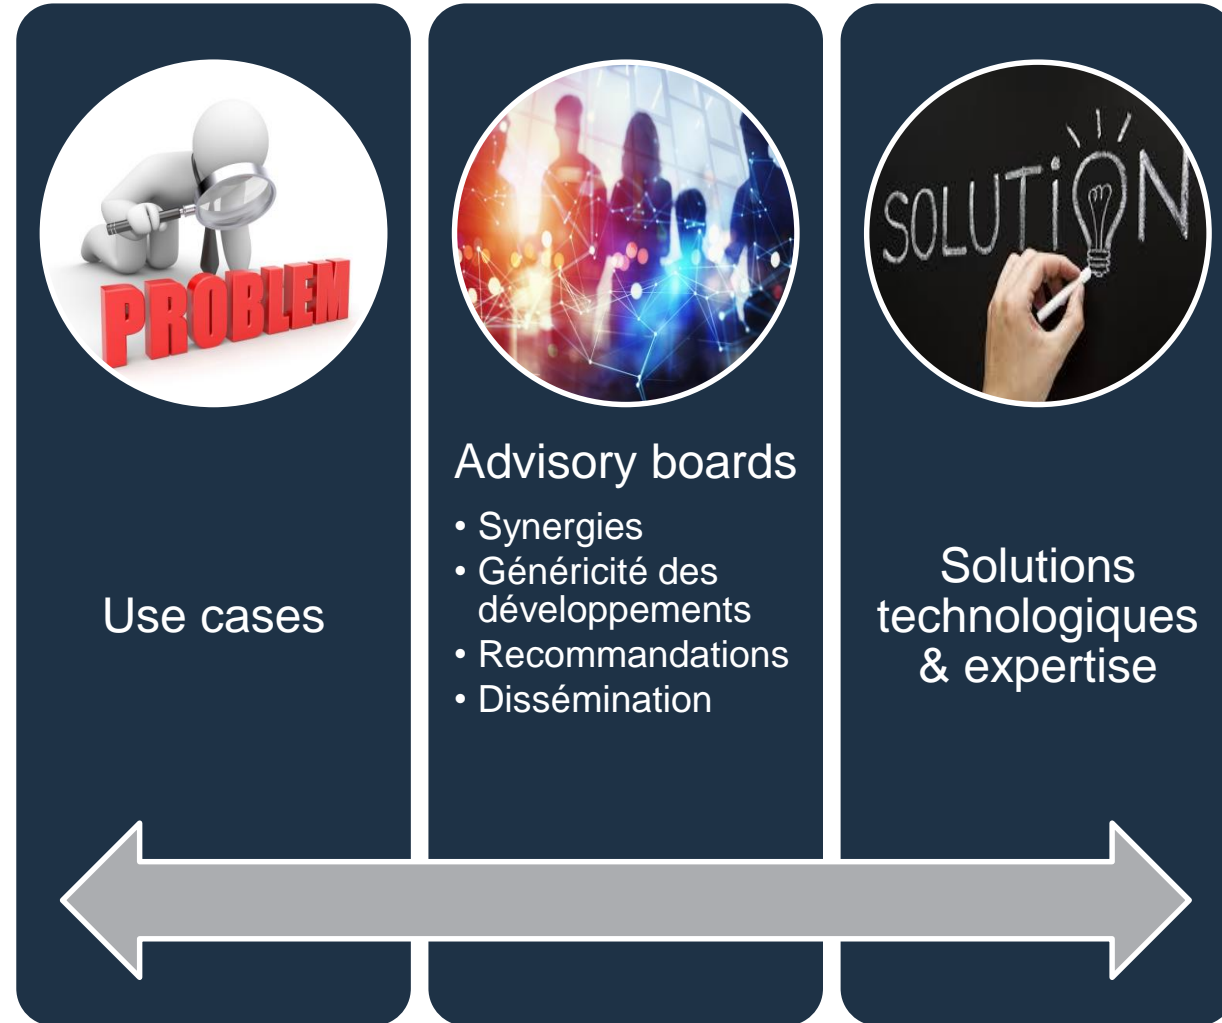 PROBLEM
Use cases
Advisory boards
• Synergies
• Généricité des
développements
• Recommandations
• Dissémination
SOLUTiON
Solutions
technologiques
& expertise